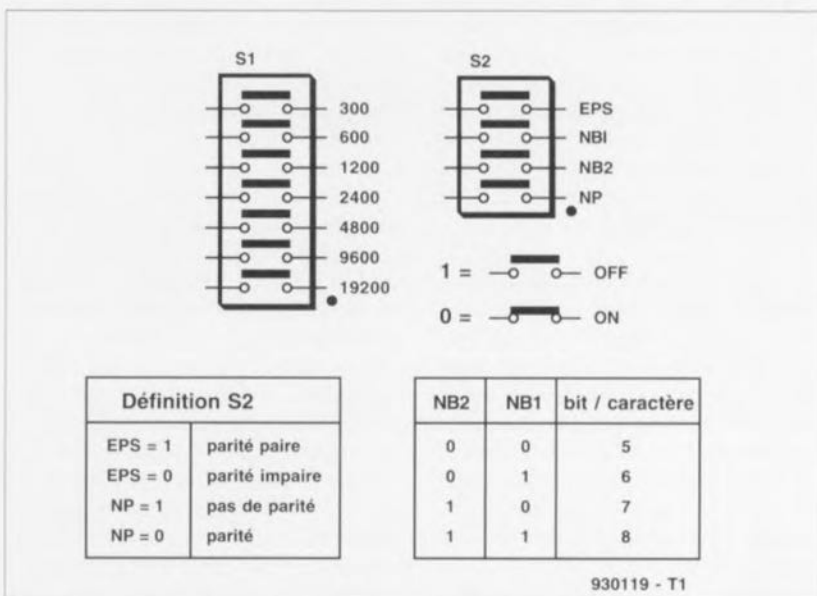 S1
300
600
1200
2400
4800
9600
19200
S2
EPS
NBI
NB2
NP
1 = OFF
0 = ON
Définition S2
EPS = 1 parité paire
EPS = 0 parité impaire
NP = 1 pas de parité
NP = 0 parité
NB2 NB1 bit / caractère
0 0 5
0 1 6
1 0 7
1 1 8
930119 - T1